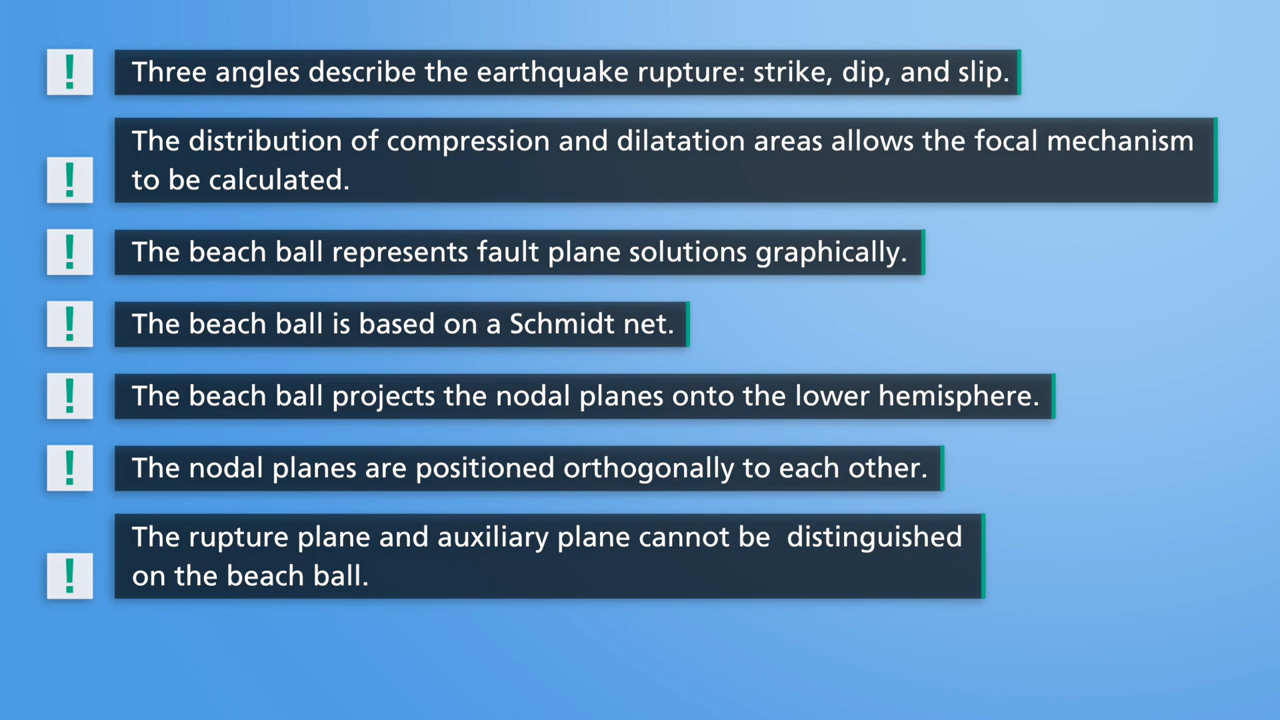 ! Three angles describe the earthquake rupture: strike, dip, and slip.
The distribution of compression and dilatation areas allows the focal mechanism
! to be calculated.
! The beach ball represents fault plane solutions graphically.
! The beach ball is based on a Schmidt net.
! The beach ball projects the nodal planes onto the lower hemisphere.
! The nodal planes are positioned orthogonally to each other.
The rupture plane and auxiliary plane cannot be distinguished
! on the beach ball.